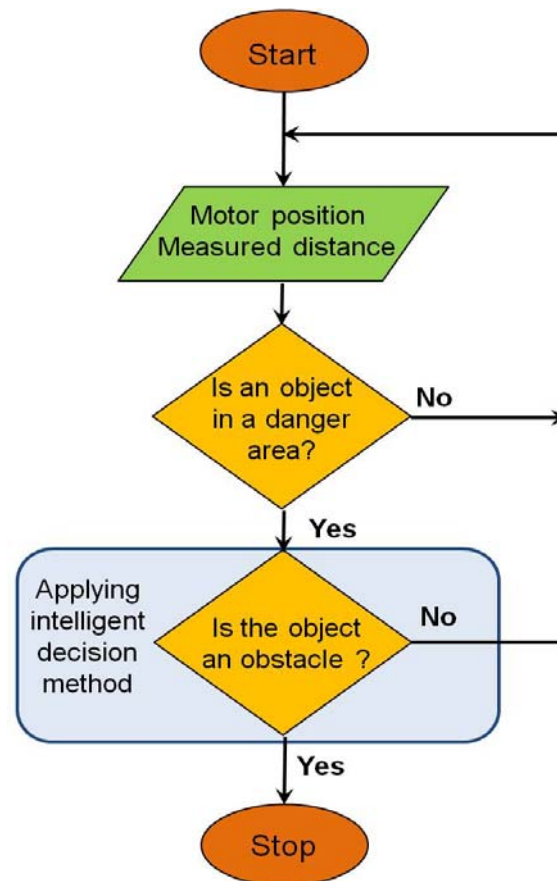 Start
Motor position
Measured distance
Is an object
in a danger
area?
No
Yes
Applying
intelligent
decision
method
Is the object
an obstacle ?
No
Yes
Stop